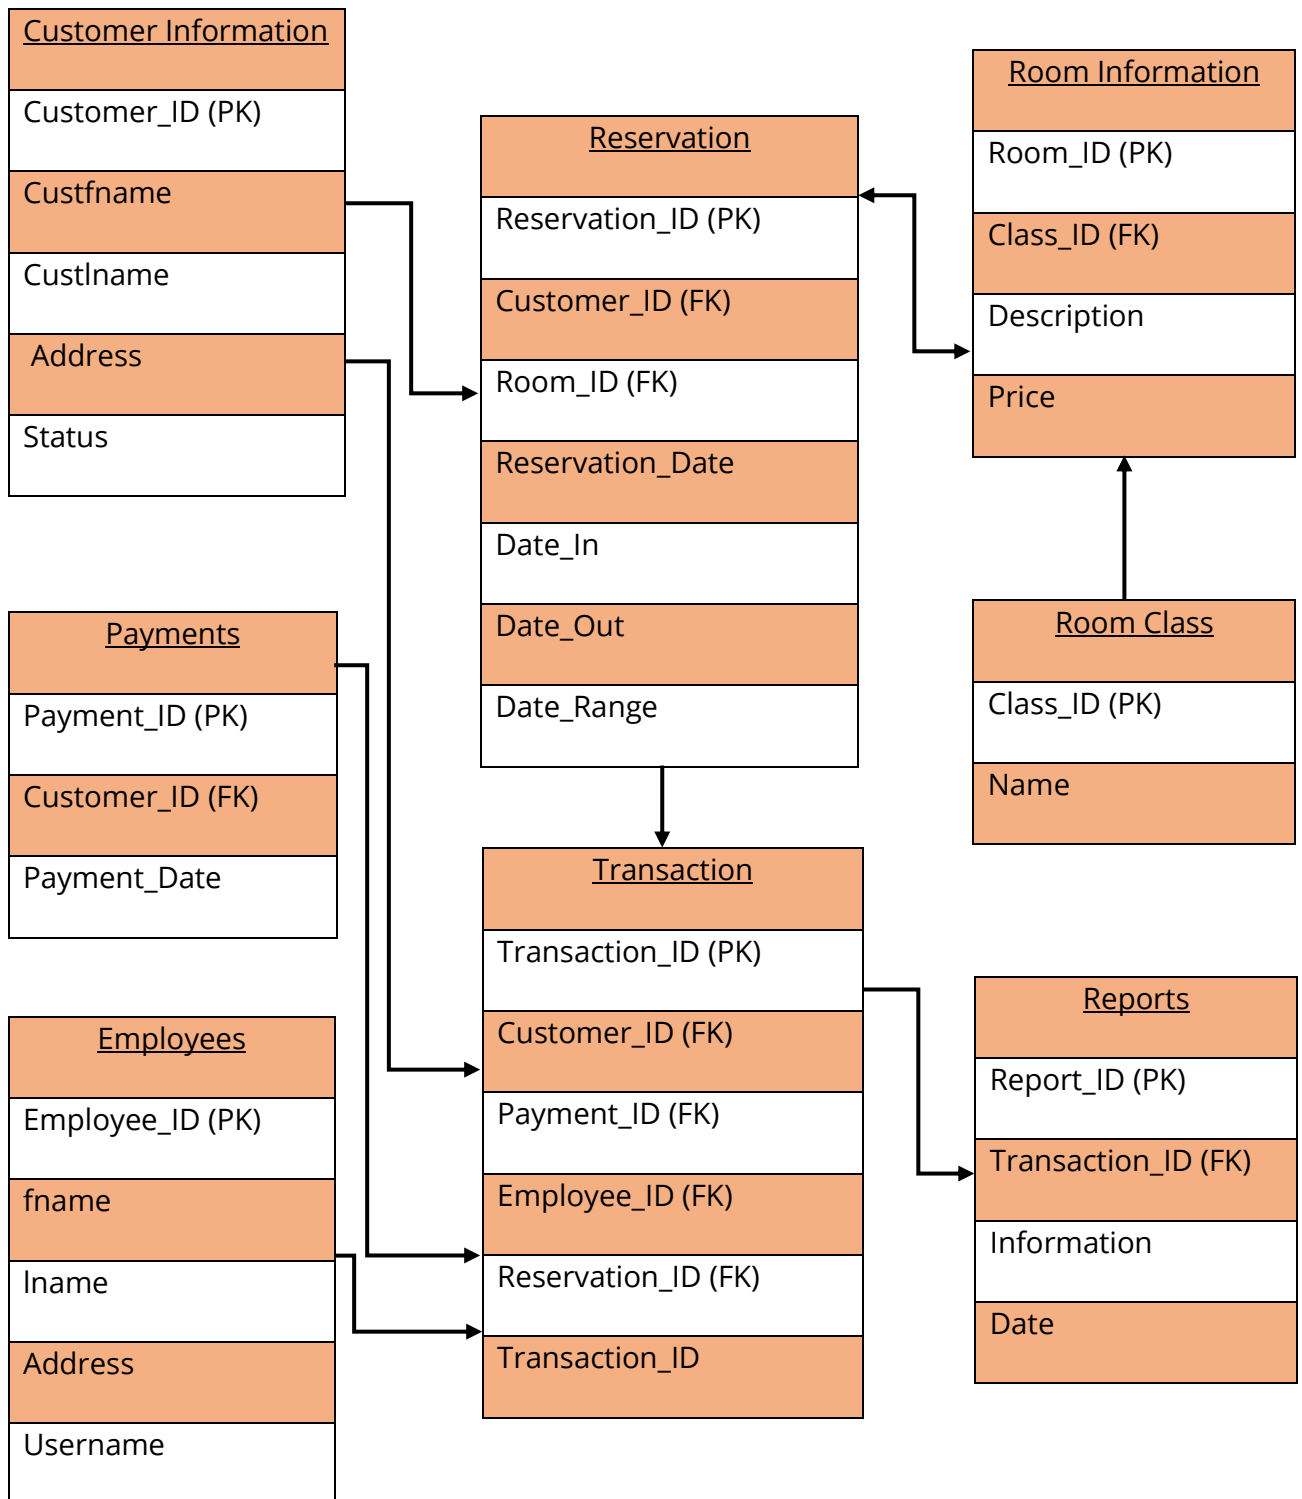 Customer Information
Customer_ID (PK)
Custfname
Custlname
Address
Status
Payments
Payment_ID (PK)
Customer_ID (FK)
Payment_Date
Employees
Employee_ID (PK)
fname
lname
Address
Username
Reservation
Reservation_ID (PK)
Customer_ID (FK)
Room_ID (FK)
Reservation_Date
Date_In
Date_Out
Date_Range
Transaction
Transaction_ID (PK)
Customer_ID (FK)
Payment_ID (FK)
Employee_ID (FK)
Reservation_ID (FK)
Transaction_ID
Room Information
Room_ID (PK)
Class_ID (FK)
Description
Price
Room Class
Class_ID (PK)
Name
Reports
Report_ID (PK)
Transaction_ID (FK)
Information
Date